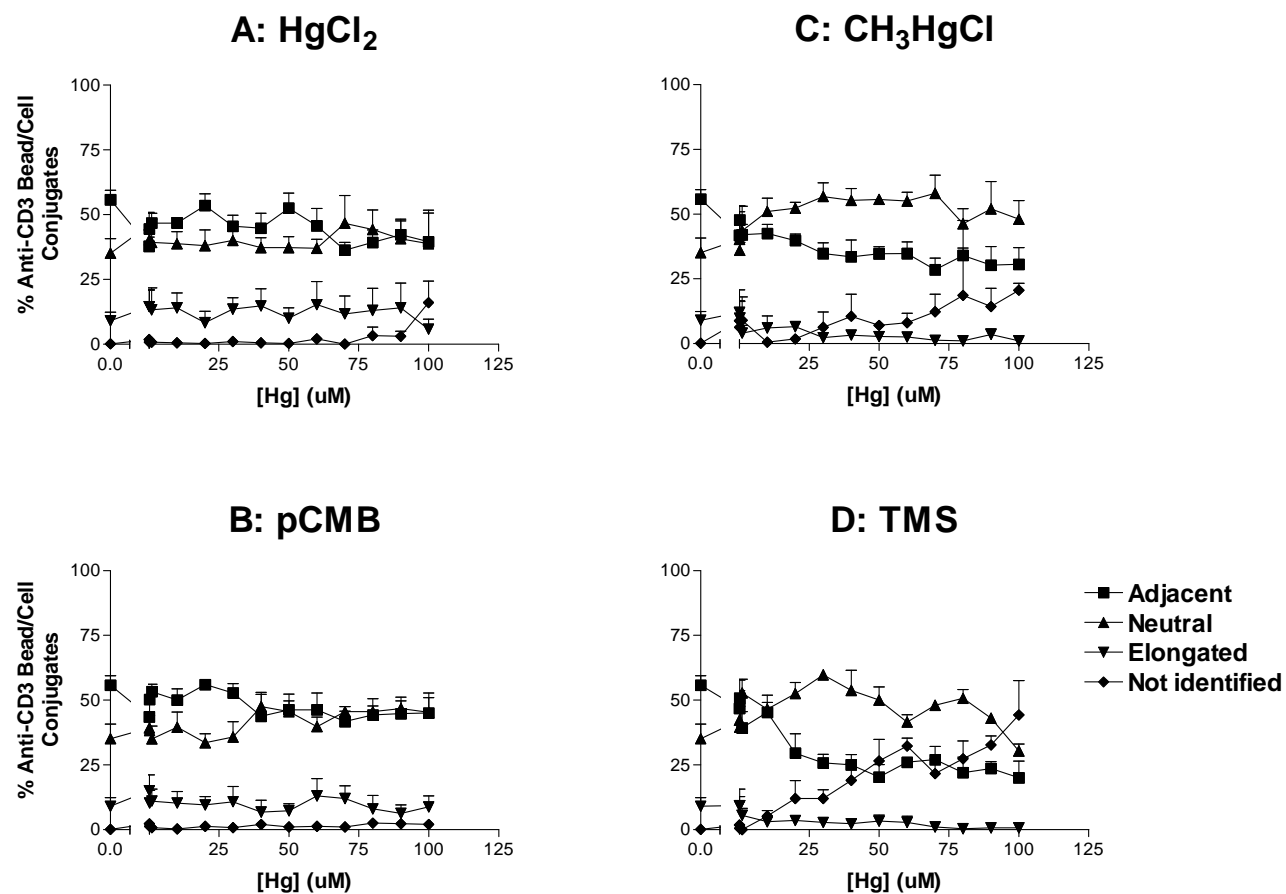 A: HgCl2
% Anti-CD3 Bead/Cell
Conjugates
100
75
50
25
0
0.0
25
50
75
100
125
[Hg] (uM)
C: CH3HgCl
100
75
50
25
0
0.0
25
50
75
100
125
[Hg] (uM)
B: pCMB
% Anti-CD3 Bead/Cell
Conjugates
100
75
50
25
0
0.0
25
50
75
100
125
[Hg] (uM)
D: TMS
100
75
50
25
0
0.0
25
50
75
100
125
[Hg] (uM)
Adjacent
Neutral
Elongated
Not identified